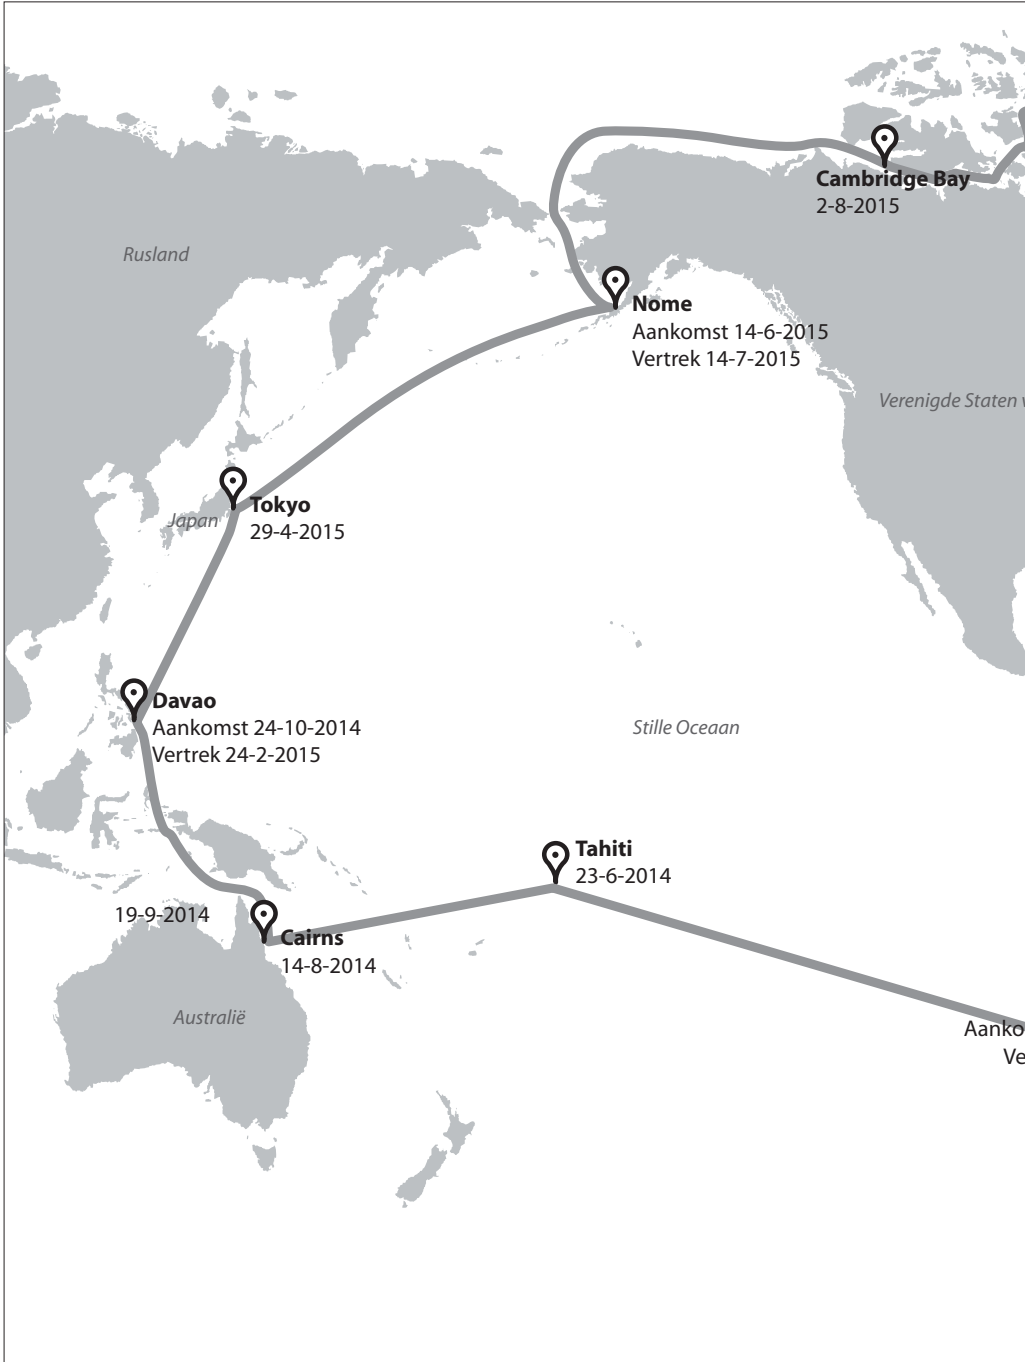 Cambridge Bay
2-8-2015
Rusland
Nome
Aankomst 14-6-2015
Vertrek 14-7-2015
Verenigde Staten
Tokyo
29-4-2015
Japan
Davao
Aankomst 24-10-2014
Vertrek 24-2-2015
Stille Oceaan
Tahiti
23-6-2014
19-9-2014
Cairns
14-8-2014
Australië